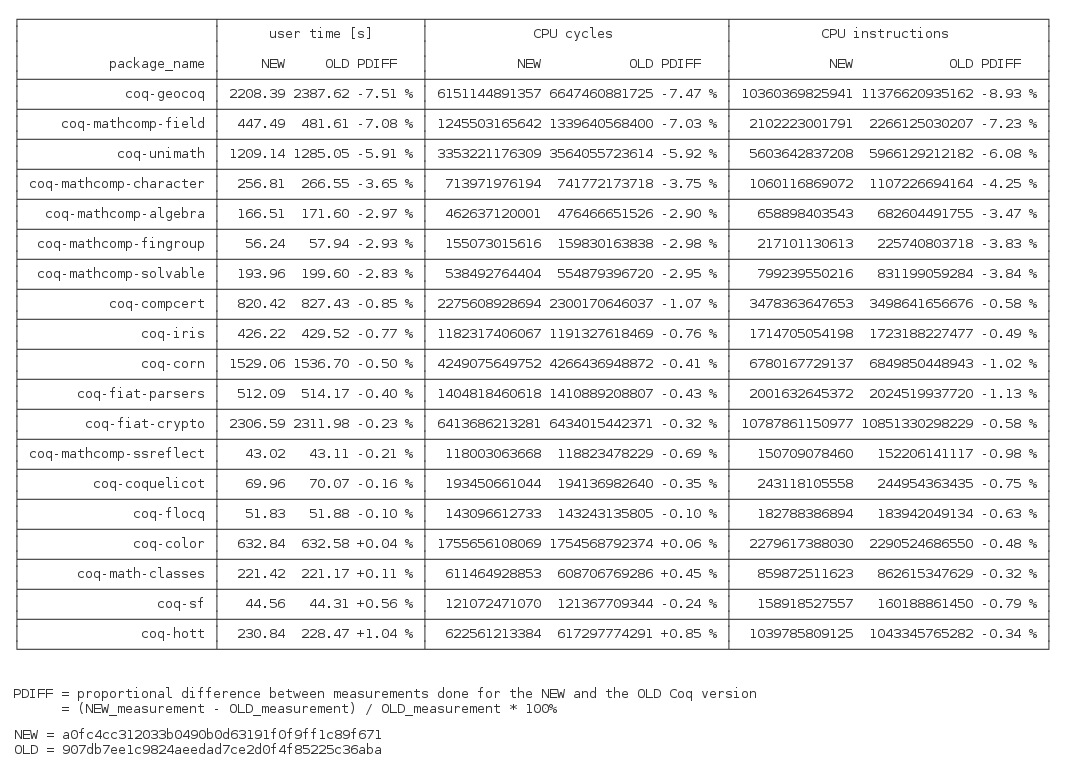 user time [s] CPU cycles CPU instructions
package_name NEW OLD PDIFF NEW OLD PDIFF NEW OLD PDIFF
coq-geocoq 2208.39 2387.62 -7.51 % 6151144891357 6647460881725 -7.47 % 10360369825941 11376620935162 -8.93 %
coq-mathcomp-field 447.49 481.61 -7.08 % 1245503165642 1339640568400 -7.03 % 2102223001791 2266125030207 -7.23 %
coq-unimath 1209.14 1285.05 -5.91 % 3353221176309 3564055723614 -5.92 % 5603642837208 5966129212182 -6.08 %
coq-mathcomp-character 256.81 266.55 -3.65 % 713971976194 741772173718 -3.75 % 1060116869072 1107226694164 -4.25 %
coq-mathcomp-algebra 166.51 171.60 -2.97 % 462637120001 476466651526 -2.90 % 658898403543 682604491755 -3.47 %
coq-mathcomp-fingroup 56.24 57.94 -2.93 % 155073015616 159830163838 -2.98 % 217101130613 225740803718 -3.83 %
coq-mathcomp-solvable 193.96 199.60 -2.83 % 538492764404 554879396720 -2.95 % 799239550216 831199059284 -3.84 %
coq-compcert 820.42 827.43 -0.85 % 2275608928694 2300170646037 -1.07 % 3478363647653 3498641656676 -0.58 %
coq-iris 426.22 429.52 -0.77 % 1182317406067 1191327618469 -0.76 % 1714705054198 1723188227477 -0.49 %
coq-corn 1529.06 1536.70 -0.50 % 4249075649752 4266436948872 -0.41 % 6780167729137 6849850448943 -1.02 %
coq-fiat-parsers 512.09 514.17 -0.40 % 1404818460618 1410889208807 -0.43 % 2001632645372 2024519937720 -1.13 %
coq-fiat-crypto 2306.59 2311.98 -0.23 % 6413686213281 6434015442371 -0.32 % 10787861150977 10851330298229 -0.58 %
coq-mathcomp-ssreflect 43.02 43.11 -0.21 % 118003063668 118823478229 -0.69 % 150709078460 152206141117 -0.98 %
coq-coquelicot 69.96 70.07 -0.16 % 193450661044 194136982640 -0.35 % 243118105558 244954363435 -0.75 %
coq-flocq 51.83 51.88 -0.10 % 143096612733 143243135805 -0.10 % 182788386894 183942049134 -0.63 %
coq-color 632.84 632.58 +0.04 % 1755656108069 1754568792374 +0.06 % 2279617388030 2290524686550 -0.48 %
coq-math-classes 221.42 221.17 +0.11 % 611464928853 608706769286 +0.45 % 859872511623 862615347629 -0.32 %
coq-sf 44.56 44.31 +0.56 % 121072471070 121367709344 -0.24 % 158918527557 160188861450 -0.79 %
coq-hott 230.84 228.47 +1.04 % 622561213384 617297774291 +0.85 % 1039785809125 1043345765282 -0.34 %
PDIFF = proportional difference between measurements done for the NEW and the OLD Coq version
= (NEW_measurement - OLD_measurement) / OLD_measurement * 100%
NEW = a0fc4cc312033b0490b0d63191f0f9ff1c89f671
OLD = 907db7ee1c9824aeedad7ce2d0f4f85225c36aba